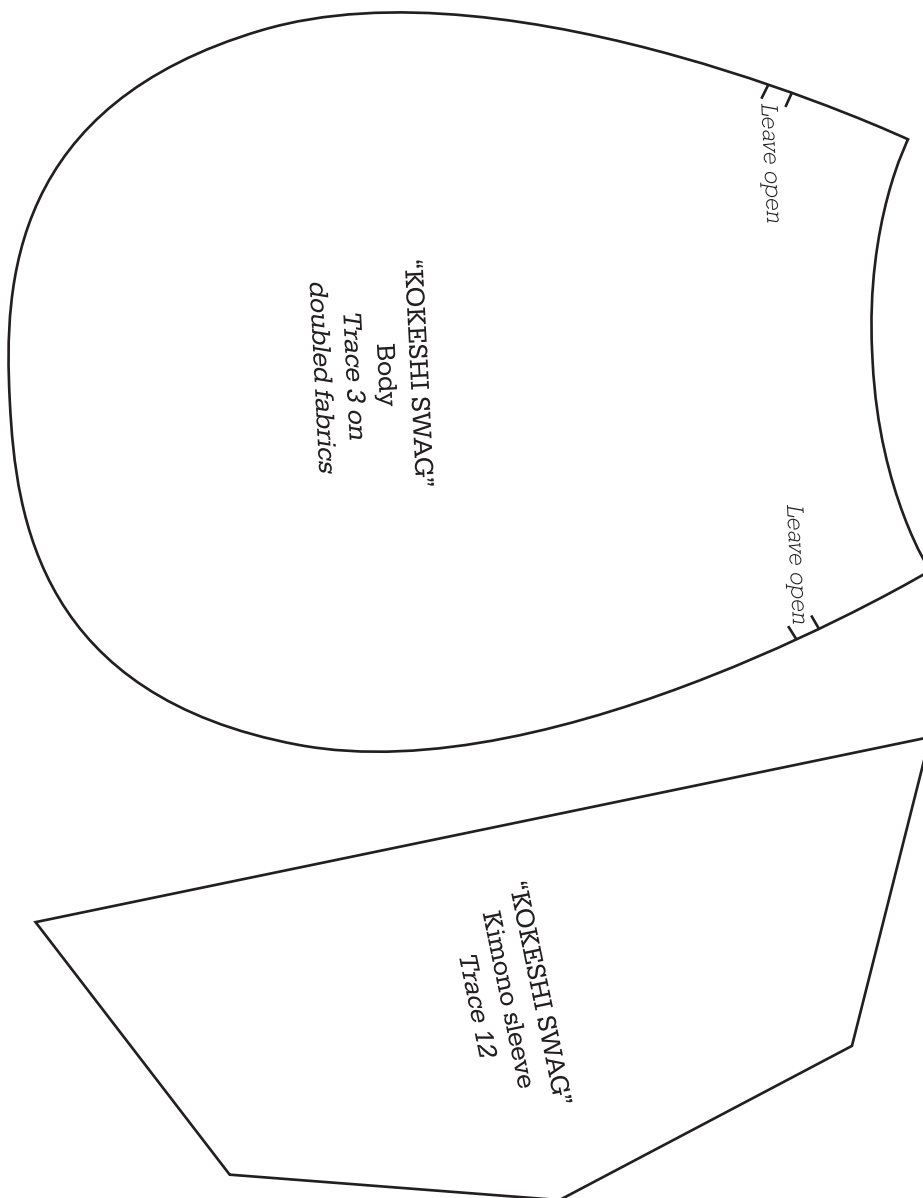 Leave open
“KOKESHI SWAG”
Body
Trace 3 on
doubled fabrics
Leave open
“KOKESHI SWAG”
Kimono sleeve
Trace 12